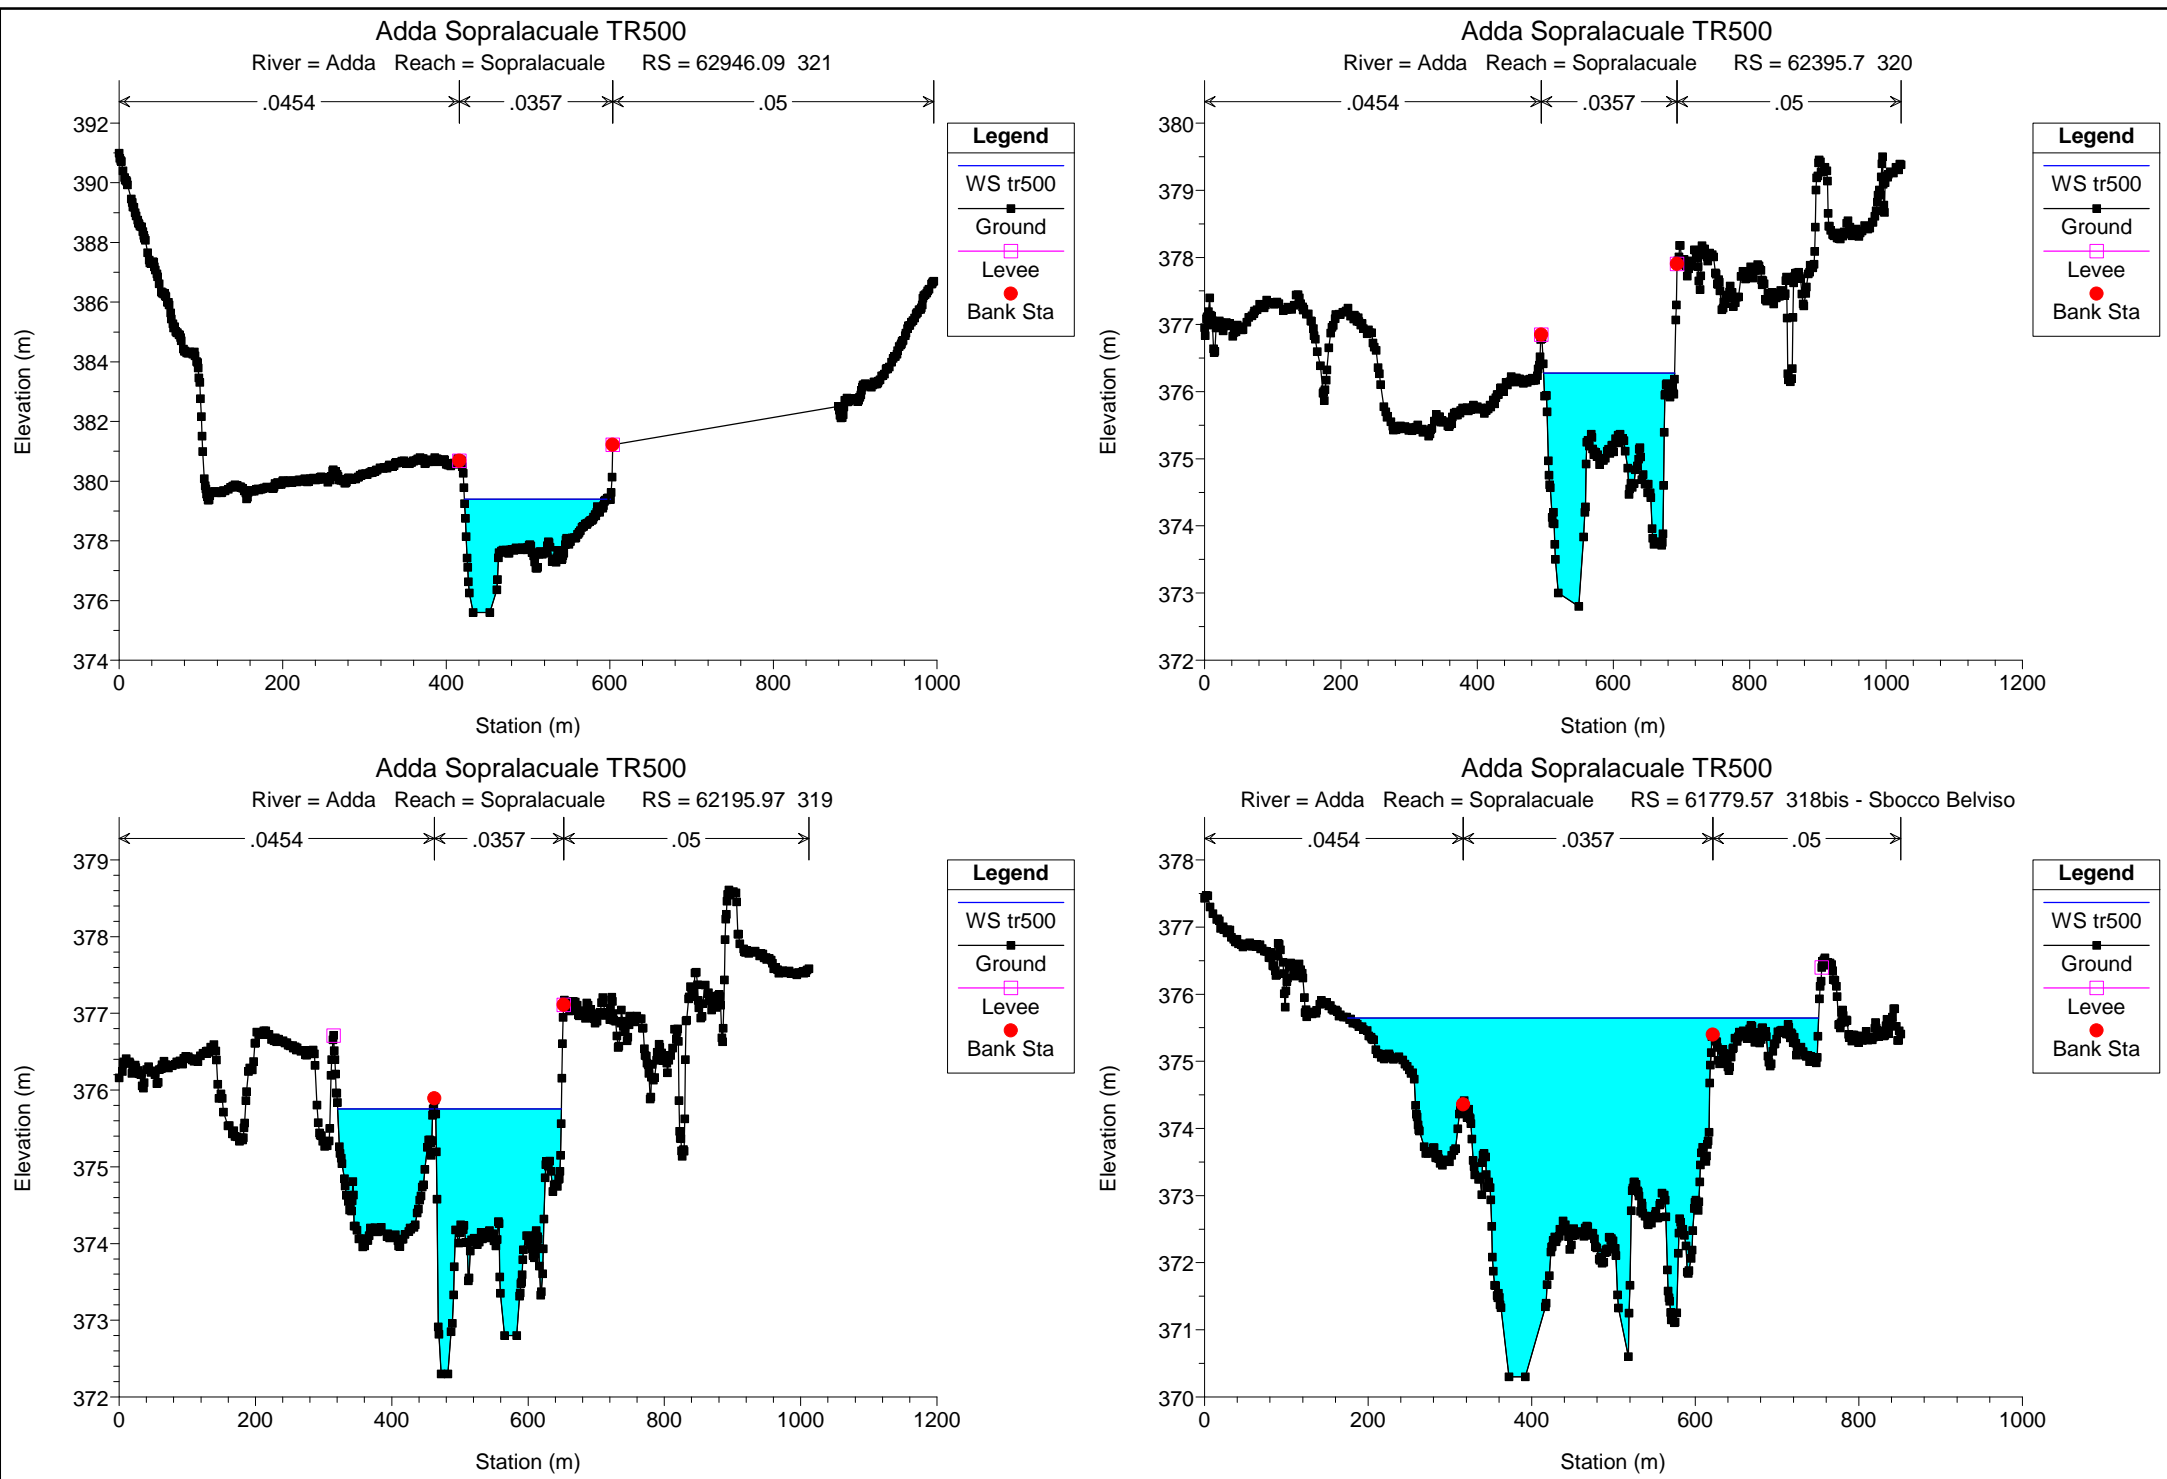 Adda Sopralacuale TR500
River = Adda Reach = Sopralacuale RS = 62946.09 321
.0454 .0357 .05
392
390
388
386
384
382
380
378
376
374
0 200 400 600 800 1000
Station (m)
Elevation (m)
Legend
WS tr500
Ground
Levee
Bank Sta
Adda Sopralacuale TR500
River = Adda Reach = Sopralacuale RS = 62395.7 320
.0454 .0357 .05
380
379
378
377
376
375
374
373
372
0 200 400 600 800 1000 1200
Station (m)
Elevation (m)
Legend
WS tr500
Ground
Levee
Bank Sta
Adda Sopralacuale TR500
River = Adda Reach = Sopralacuale RS = 62195.97 319
.0454 .0357 .05
379
378
377
376
375
374
373
372
0 200 400 600 800 1000 1200
Station (m)
Elevation (m)
Legend
WS tr500
Ground
Levee
Bank Sta
Adda Sopralacuale TR500
River = Adda Reach = Sopralacuale RS = 61779.57 318bis - Sbocco Belviso
.0454 .0357 .05
378
377
376
375
374
373
372
371
370
0 200 400 600 800 1000
Station (m)
Elevation (m)
Legend
WS tr500
Ground
Levee
Bank Sta